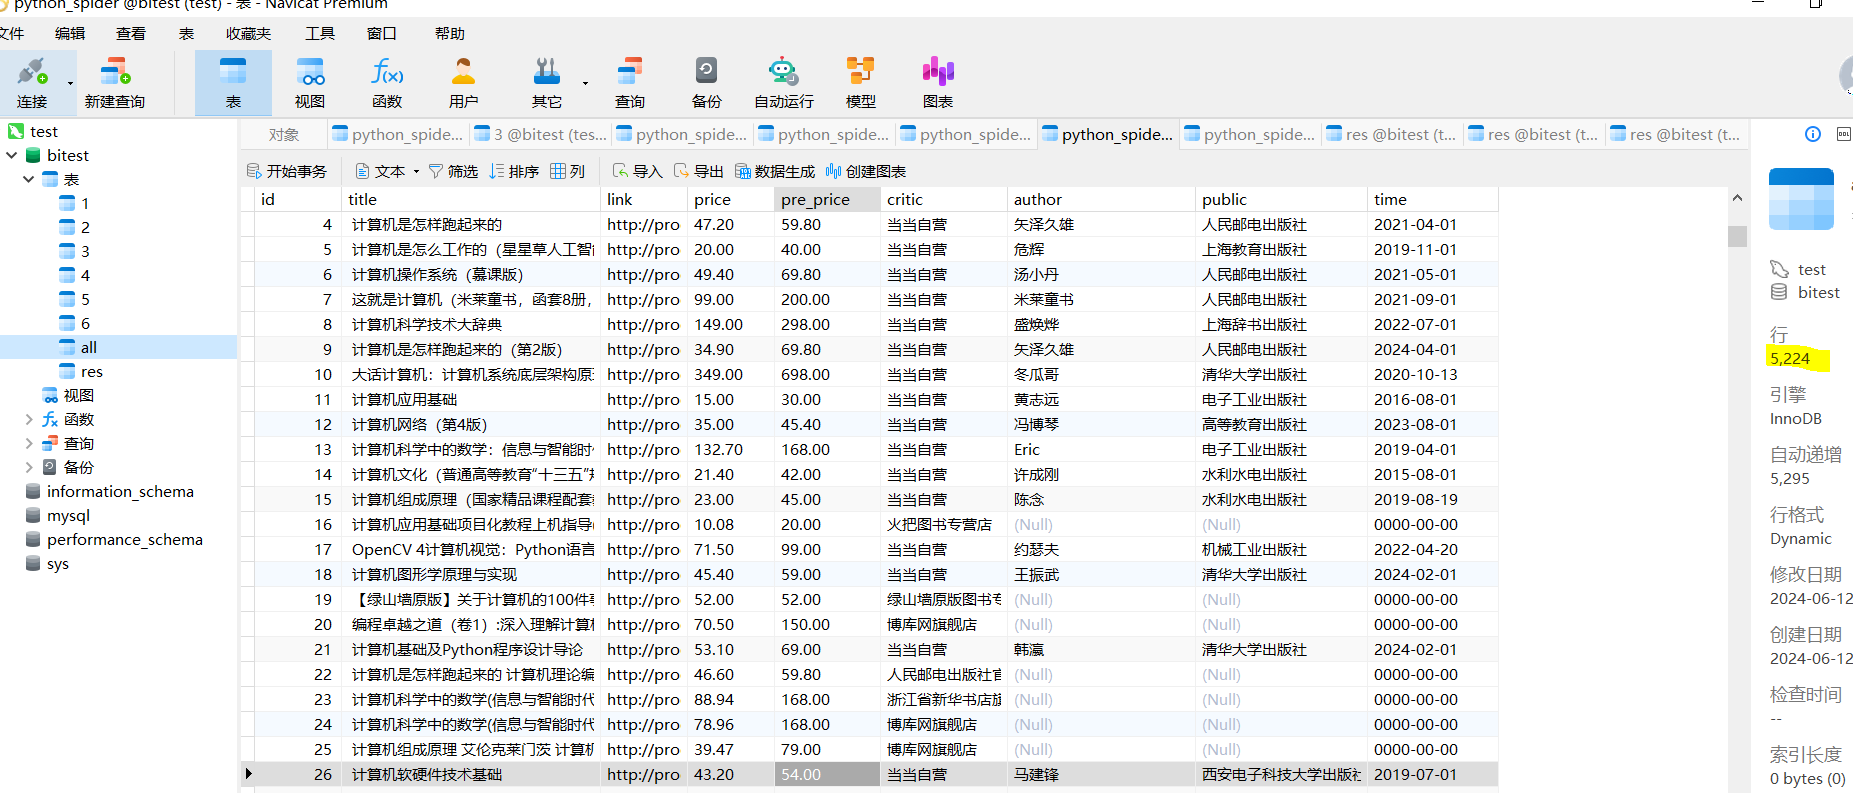 python_spider @bitest (test) - 表 - Navicat Premium
文件 编辑 查看 表 收藏夹 工具 窗口 帮助
连接 新建查询 表 视图 函数 用户 其它 查询 备份 自动运行 模型 图表
对象 python_spide... 3 @bitest (tes... python_spide... python_spide... python_spide... python_spide... python_spide... res @bitest (t... res @bitest (t... res @bitest (t...
开始事务 文本 筛选 排序 列 导入 导出 数据生成 创建图表
test
bitest
表
1
2
3
4
5
6
all
res
视图
函数
查询
备份
information_schema
mysql
performance_schema
sys
id title link price pre_price critic author public time
4 计算机是怎样跑起来的 http://pro 47.20 59.80 当当自营 矢泽久雄 人民邮电出版社 2021-04-01
5 计算机是怎么工作的（星星草人工智 http://pro 20.00 40.00 当当自营 危辉 上海教育出版社 2019-11-01
6 计算机操作系统（慕课版） http://pro 49.40 69.80 当当自营 汤小丹 人民邮电出版社 2021-05-01
7 这就是计算机（米莱童书，函套8册， http://pro 99.00 200.00 当当自营 米莱童书 人民邮电出版社 2021-09-01
8 计算机科学技术大辞典 http://pro 149.00 298.00 当当自营 盛焕烨 上海辞书出版社 2022-07-01
9 计算机是怎样跑起来的（第2版） http://pro 34.90 69.80 当当自营 矢泽久雄 人民邮电出版社 2024-04-01
10 大话计算机：计算机系统底层架构原 http://pro 349.00 698.00 当当自营 冬瓜哥 清华大学出版社 2020-10-13
11 计算机应用基础 http://pro 15.00 30.00 当当自营 黄志远 电子工业出版社 2016-08-01
12 计算机网络（第4版） http://pro 35.00 45.40 当当自营 冯博琴 高等教育出版社 2023-08-01
13 计算机科学中的数学：信息与智能时 http://pro 132.70 168.00 当当自营 Eric 电子工业出版社 2019-04-01
14 计算机文化（普通高等教育“十三五”规 http://pro 21.40 42.00 当当自营 许成刚 水利水电出版社 2015-08-01
15 计算机组成原理（国家精品课程配套 http://pro 23.00 45.00 当当自营 陈念 水利水电出版社 2019-08-19
16 计算机应用基础项目化教程上机指导 http://pro 10.08 20.00 火把图书专营店 (Null) (Null) 0000-00-00
17 OpenCV 4计算机视觉：Python语言 http://pro 71.50 99.00 当当自营 约瑟夫 机械工业出版社 2022-04-20
18 计算机图形学原理与实现 http://pro 45.40 59.00 当当自营 王振武 清华大学出版社 2024-02-01
19 【绿山墙原版】关于计算机的100件 http://pro 52.00 52.00 绿山墙原版图书专 (Null) (Null) 0000-00-00
20 编程卓越之道（卷1）:深入理解计算机 http://pro 70.50 150.00 博库网旗舰店 (Null) (Null) 0000-00-00
21 计算机基础及Python程序设计导论 http://pro 53.10 69.00 当当自营 韩瀛 清华大学出版社 2024-02-01
22 计算机是怎样跑起来的 计算机理论编 http://pro 46.60 59.80 人民邮电出版社官 (Null) (Null) 0000-00-00
23 计算机科学中的数学(信息与智能时代 http://pro 88.94 168.00 浙江省新华书店旗 (Null) (Null) 0000-00-00
24 计算机科学中的数学(信息与智能时代 http://pro 78.96 168.00 博库网旗舰店 (Null) (Null) 0000-00-00
25 计算机组成原理 艾伦克莱门茨 计算机 http://pro 39.47 79.00 博库网旗舰店 (Null) (Null) 0000-00-00
26 计算机软硬件技术基础 http://pro 43.20 54.00 当当自营 马建锋 西安电子科技大学出版社 2019-07-01
test
bitest
行
5,224
引擎
InnoDB
自动递增
5,295
行格式
Dynamic
修改日期
2024-06-12
创建日期
2024-06-12
检查时间
--
索引长度
0 bytes (0)